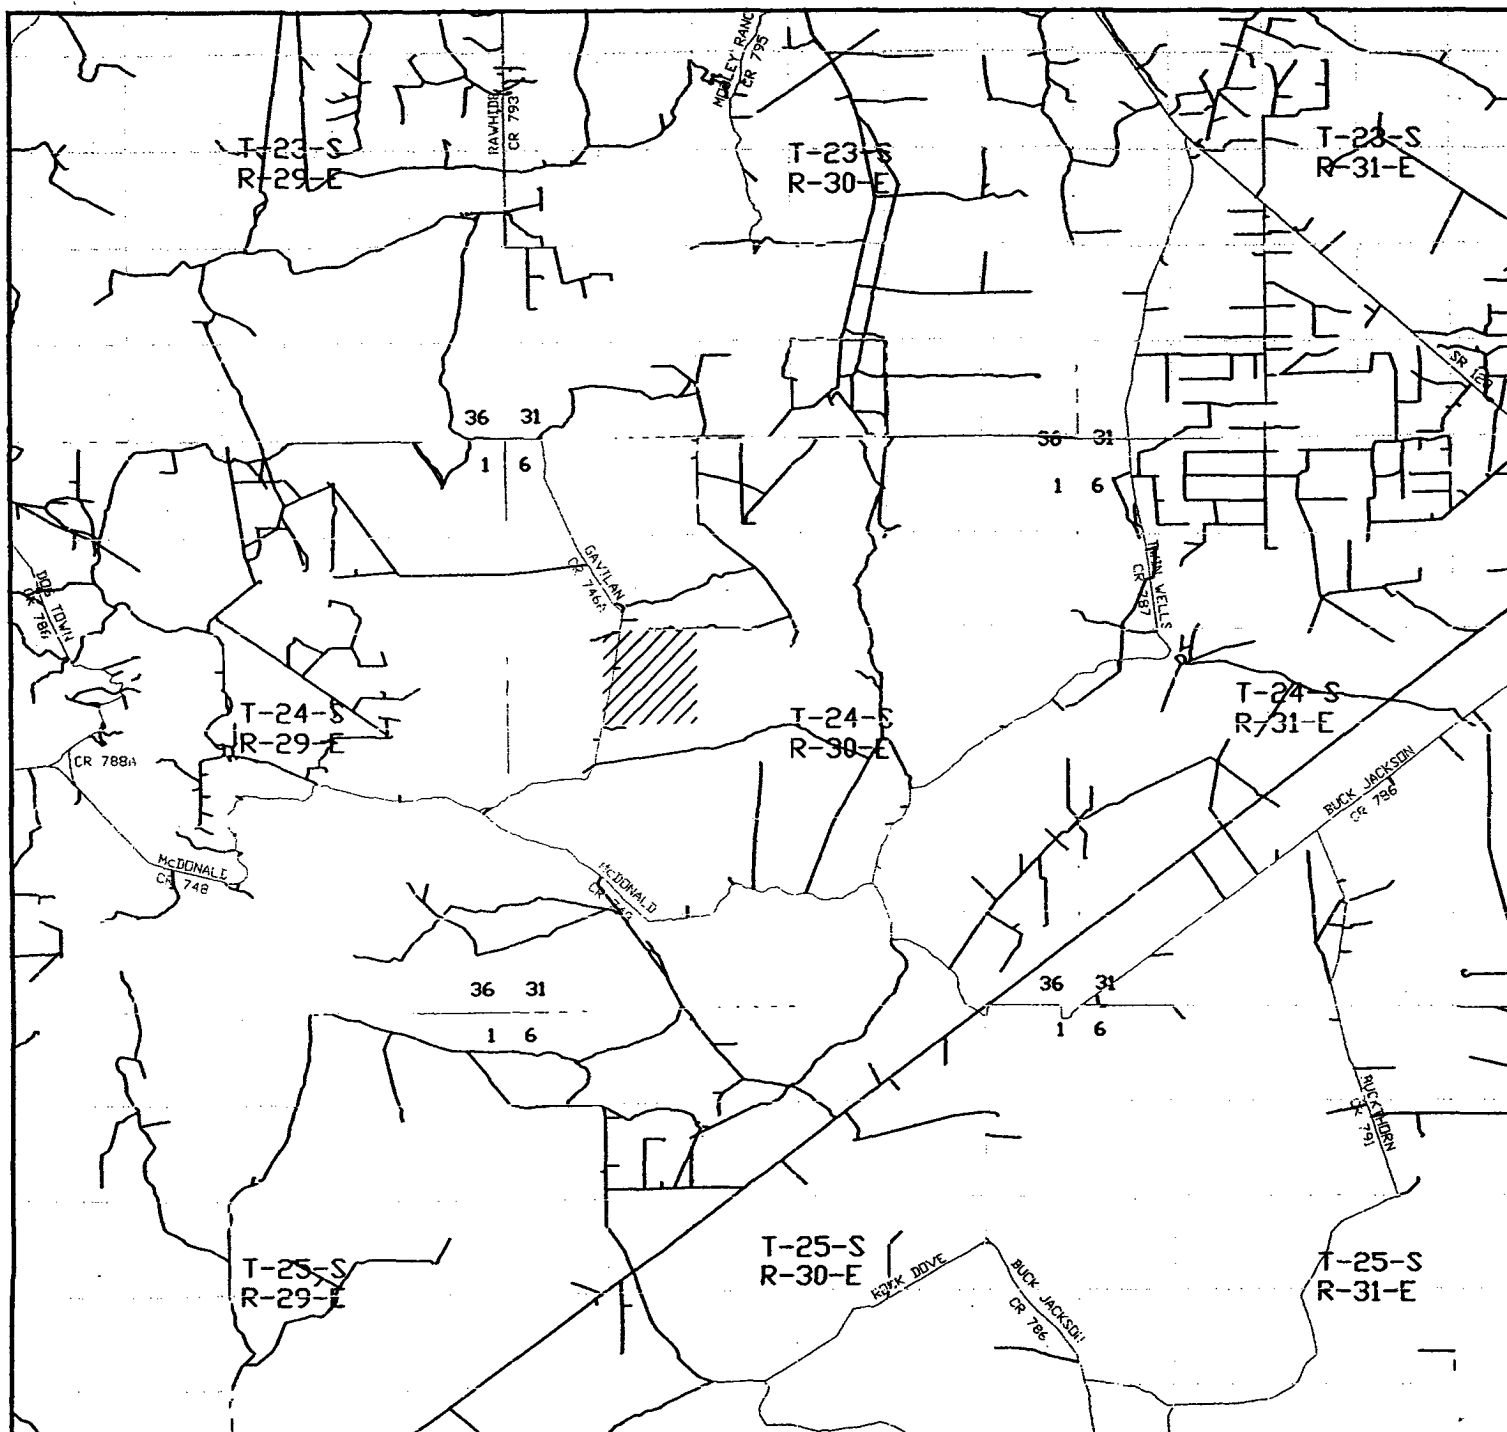 MOBLEY RANC
CR 795
RAWHIDE
CR 793
T-23-S
R-29-E
T-23-S
R-30-E
T-23-S
R-31-E
SR 128
36 31
1 6
36 31
1 6
GAVILAN
CR 746A
TWIN WELLS
CR 787
DOG TOWN
CR 788A
T-24-S
R-29-E
T-24-S
R-30-E
T-24-S
R-31-E
BUCK JACKSON
CR 786
McDONALD
CR 748
McDONALD
CR 748
36 31
1 6
36 31
1 6
BUCKTHORN
CR 791
T-25-S
R-29-E
T-25-S
R-30-E
T-25-S
R-31-E
ROCK DOVE
BUCK JACKSON
CR 786